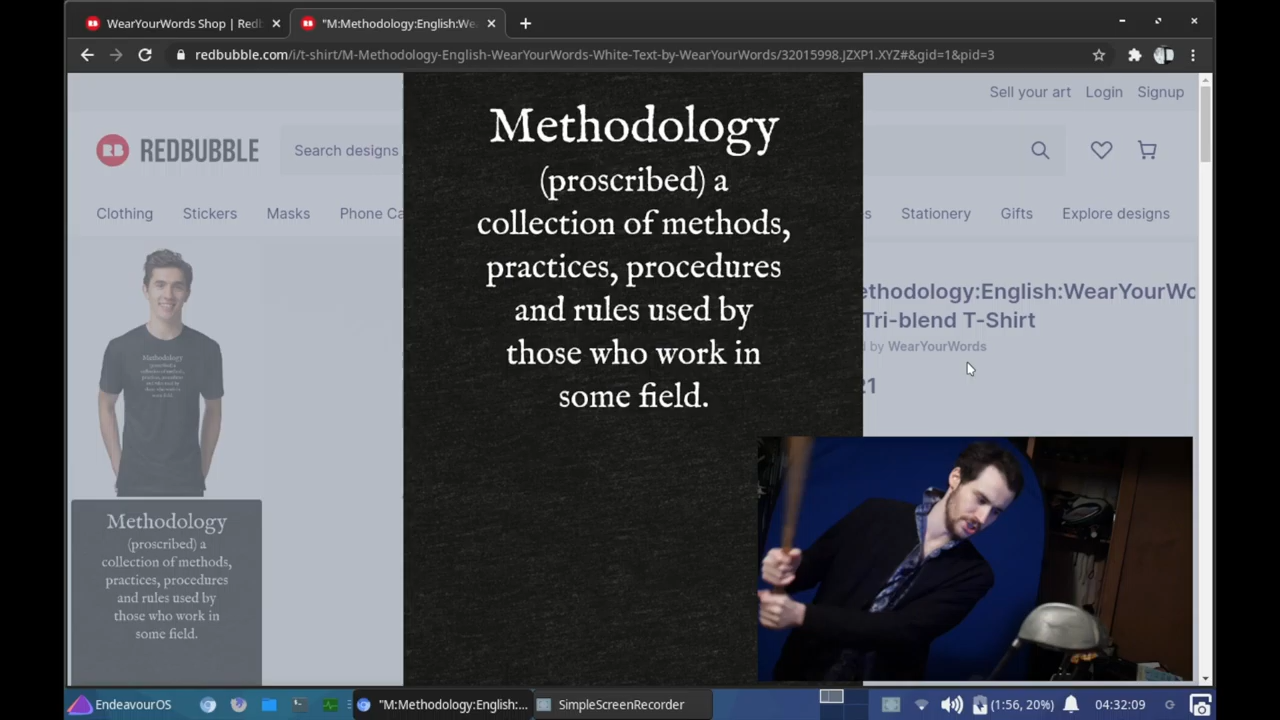 WearYourWords Shop | Redb
"M:Methodology:English:We
redbubble.com/i/t-shirt/M-Methodology-English-WearYourWords-White-Text-by-WearYourWords/32015998.JZXP1.XYZ#&gid=1&pid=3
Sell your art Login Signup
RB REDBUBBLE
Search designs
Clothing Stickers Masks Phone Ca
s Stationery Gifts Explore designs
Methodology
(proscribed) a
collection of methods,
practices, procedures
and rules used by
those who work in
some field.
ethodology:English:WearYourWo
Tri-blend T-Shirt
d by WearYourWords
21
Methodology
(proscribed) a
collection of methods,
practices, procedures
and rules used by
those who work in
some field.
EndeavourOS
"M:Methodology:English:...
SimpleScreenRecorder
(1:56, 20%)
04:32:09